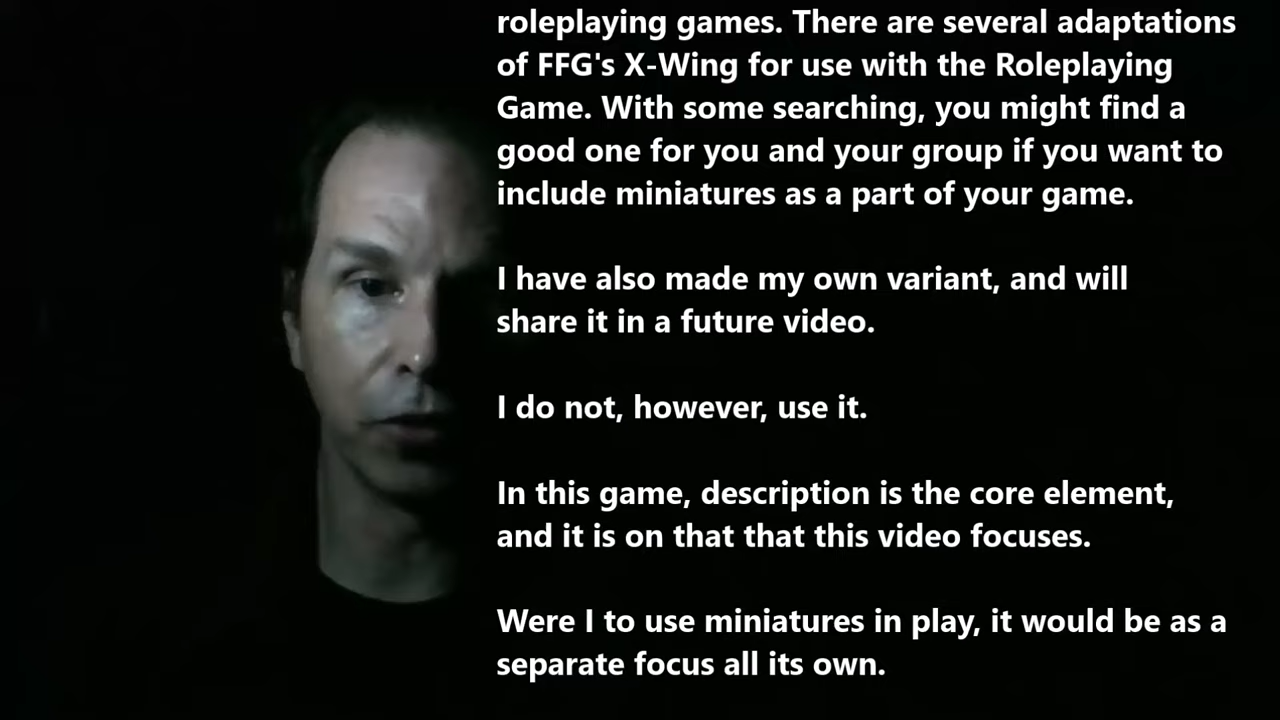 roleplaying games. There are several adaptations
of FFG's X-Wing for use with the Roleplaying
Game. With some searching, you might find a
good one for you and your group if you want to
include miniatures as a part of your game.
I have also made my own variant, and will
share it in a future video.
I do not, however, use it.
In this game, description is the core element,
and it is on that that this video focuses.
Were I to use miniatures in play, it would be as a
separate focus all its own.